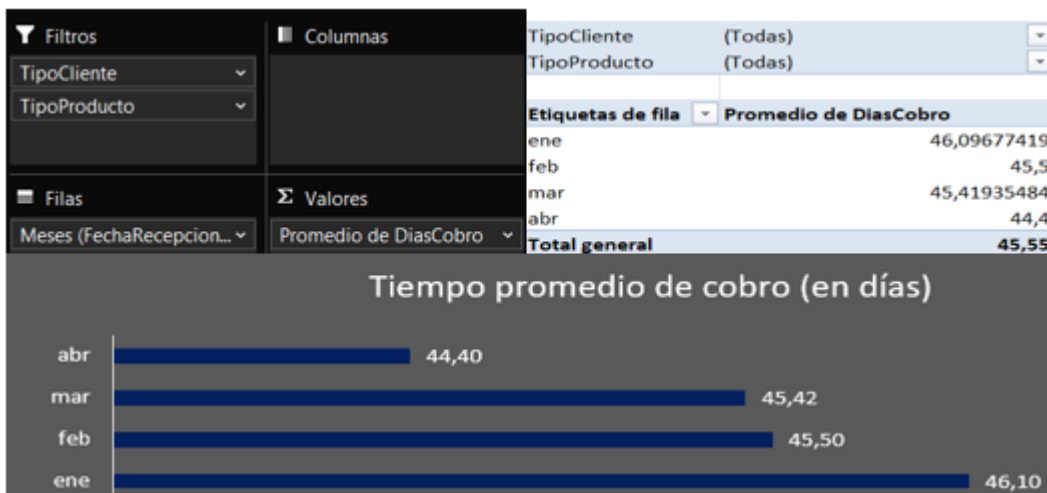 Filtros
Columnas
TipoCliente
TipoProducto
Filas
Σ Valores
Meses (FechaRecepcion...
Promedio de DiasCobro
TipoCliente (Todas)
TipoProducto (Todas)
Etiquetas de fila Promedio de DiasCobro
ene 46,09677419
feb 45,5
mar 45,41935484
abr 44,4
Total general 45,55
Tiempo promedio de cobro (en días)
abr 44,40
mar 45,42
feb 45,50
ene 46,10